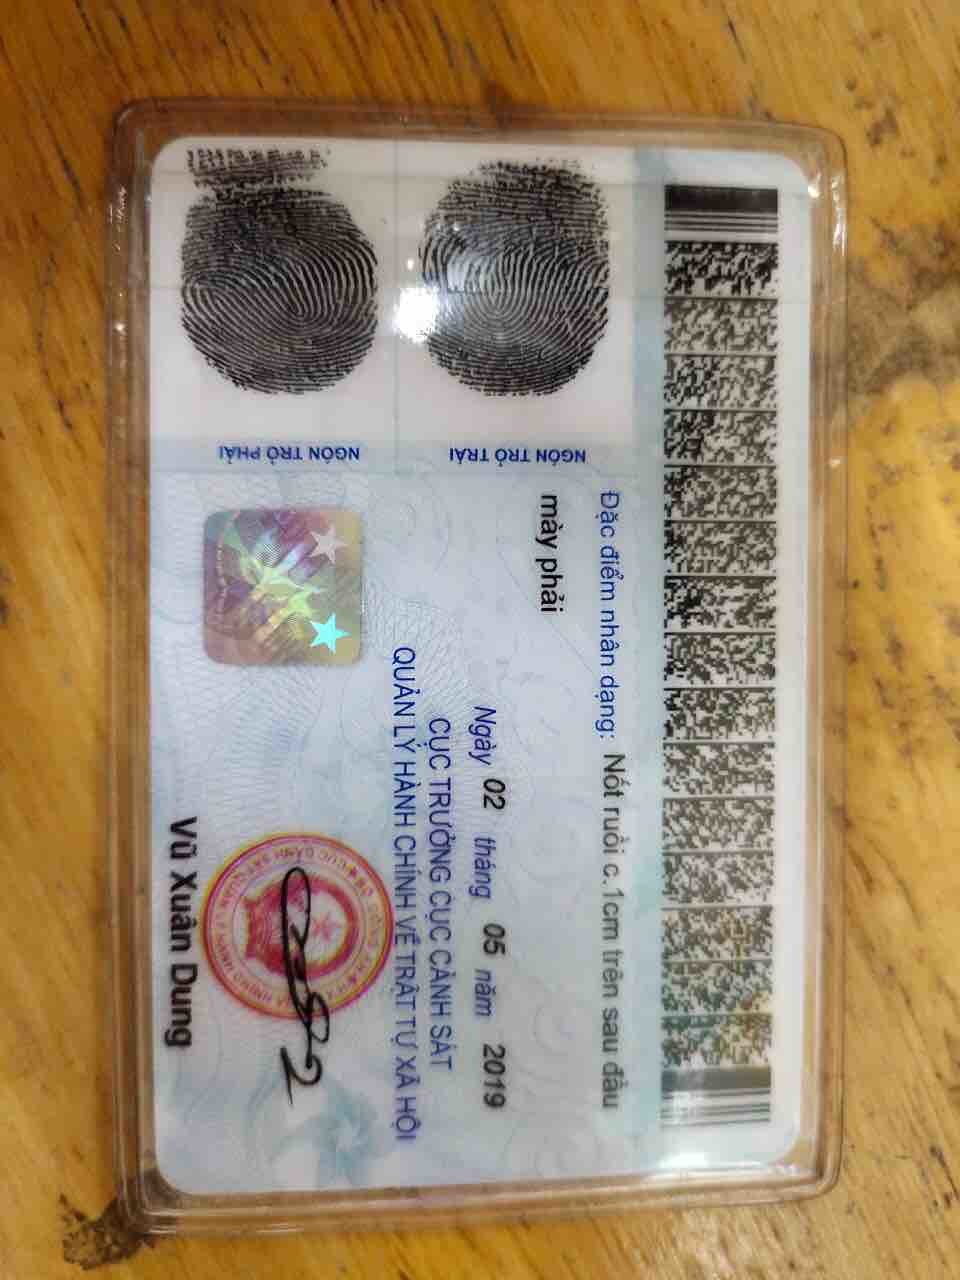 Đặc điểm nhân dạng: Nốt ruồi c.1cm trên sau đầu
mày phải
Ngày 02 tháng 05 năm 2019
CỤC TRƯỞNG CỤC CẢNH SÁT
QUẢN LÝ HÀNH CHÍNH VỀ TRẬT TỰ XÃ HỘI
Vũ Xuân Dung
NGÓN TRỎ TRÁI
NGÓN TRỎ PHẢI